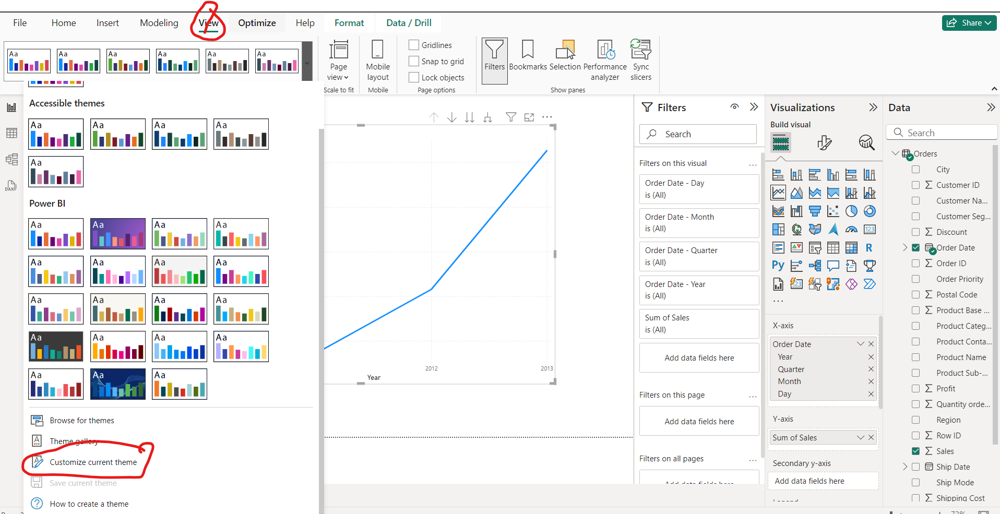 File Home Insert Modeling View Optimize Help Format Data / Drill Share
Aa Aa Aa Aa Aa Aa
Page view
Mobile layout
Gridlines
Snap to grid
Lock objects
Filters Bookmarks Selection Performance analyzer Sync slicers
Scale to fit Mobile Page options Show panes
Accessible themes
Aa Aa Aa Aa
Aa
Power BI
Aa Aa Aa Aa
Aa Aa Aa Aa
Aa Aa Aa Aa
Aa Aa Aa Aa
Aa Aa Aa
Browse for themes
Theme gallery
Customize current theme
Save current theme
How to create a theme
DAX
2012 2013
Year
Filters
Search
Filters on this visual ...
Order Date - Day
is (All)
Order Date - Month
is (All)
Order Date - Quarter
is (All)
Order Date - Year
is (All)
Sum of Sales
is (All)
Add data fields here
Filters on this page ...
Add data fields here
Filters on all pages ...
Add data fields here
Visualizations
Build visual
123
R
Py
123
...
X-axis
Order Date
Year
Quarter
Month
Day
Y-axis
Sum of Sales
Secondary y-axis
Add data fields here
Legend
Data
Search
Orders
City
Σ Customer ID
Customer Na...
Customer Seg...
Σ Discount
Order Date
Σ Order ID
Order Priority
Σ Postal Code
Σ Product Base ...
Product Categ...
Product Conta...
Product Name
Product Sub-...
Σ Profit
Σ Quantity orde...
Region
Σ Row ID
Σ Sales
Ship Date
Ship Mode
Σ Shipping Cost
73%